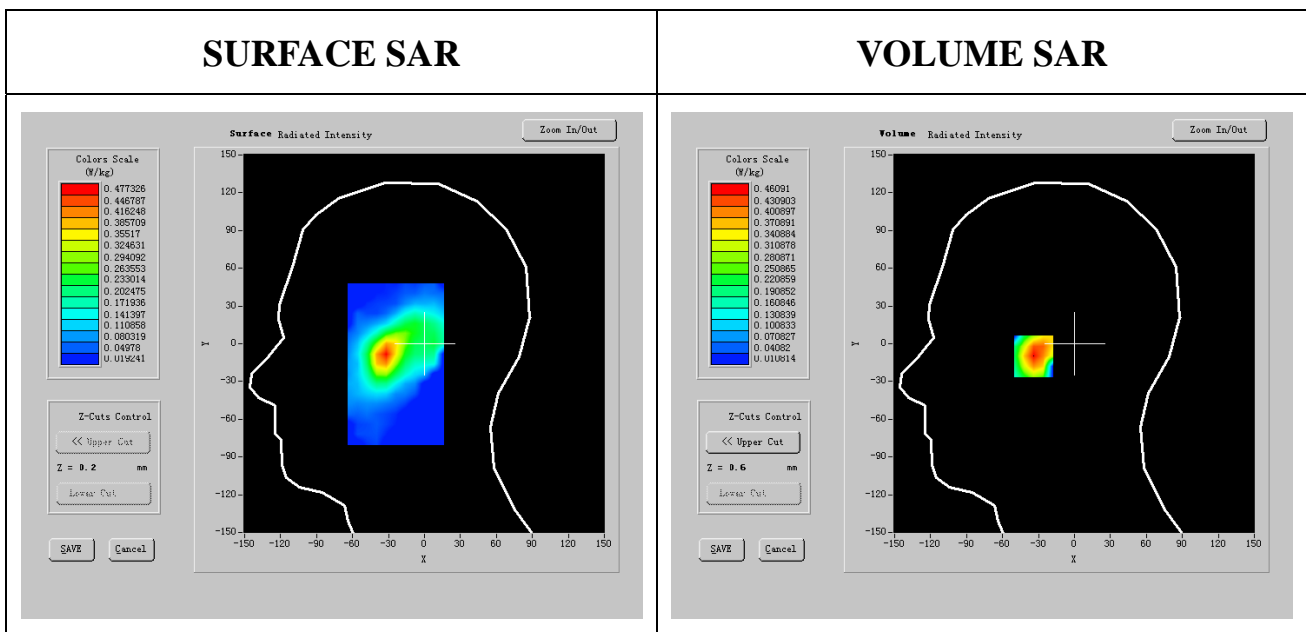 SURFACE SAR
VOLUME SAR
Surface Radiated Intensity
Zoom In/Out
Colors Scale
(W/kg)
0.477326
0.446787
0.416248
0.385709
0.35517
0.324631
0.294092
0.263553
0.233014
0.202475
0.171936
0.141397
0.110858
0.080319
0.04978
0.019241
Z-Cuts Control
<< Upper Cut
Z = 0.2 mm
Lower Cut
SAVE
Cancel
150
120
90
60
30
0
-30
-60
-90
-120
-150
Y
-150 -120 -90 -60 -30 0 30 60 90 120 150
X
Volume Radiated Intensity
Zoom In/Out
Colors Scale
(W/kg)
0.46091
0.430903
0.400897
0.370891
0.340884
0.310878
0.280871
0.250865
0.220859
0.190852
0.160846
0.130839
0.100833
0.070827
0.04082
0.010814
Z-Cuts Control
<< Upper Cut
Z = 0.6 mm
Lower Cut
SAVE
Cancel
150
120
90
60
30
0
-30
-60
-90
-120
-150
Y
-150 -120 -90 -60 -30 0 30 60 90 120 150
X